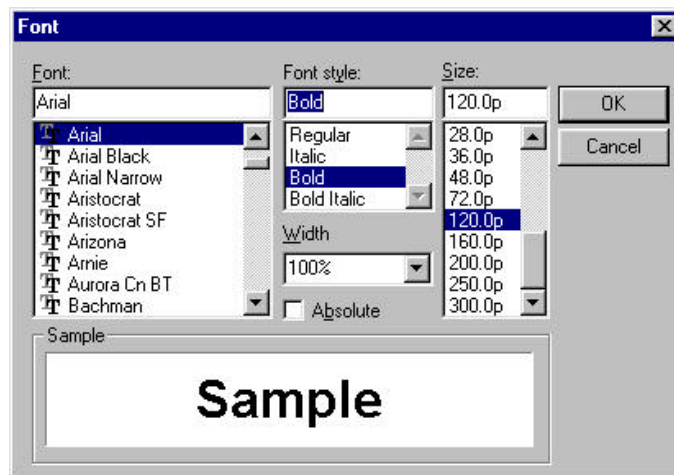 Font
Font:
Arial
Arial
Arial Black
Arial Narrow
Aristocrat
Aristocrat SF
Arizona
Arnie
Aurora Cn BT
Bachman
Font style:
Bold
Regular
Italic
Bold
Bold Italic
Width
100%
Absolute
Size:
120.0p
28.0p
36.0p
48.0p
72.0p
120.0p
160.0p
200.0p
250.0p
300.0p
OK
Cancel
Sample
Sample